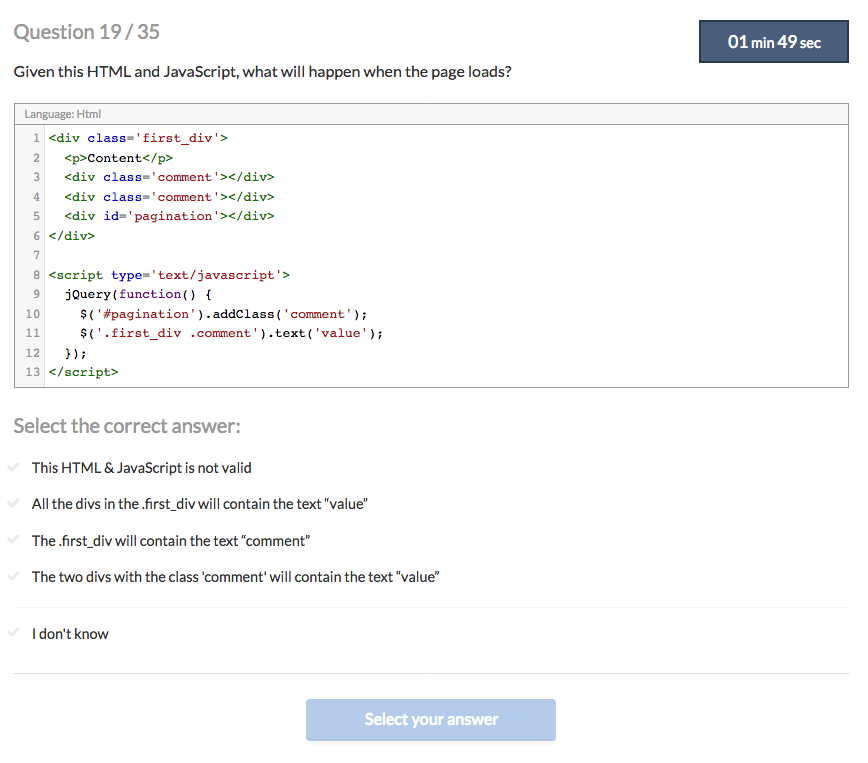 Question 19 / 35
01 min 49 sec
Given this HTML and JavaScript, what will happen when the page loads?
Language: Html
1 <div class='first_div'>
2   <p>Content</p>
3   <div class='comment'></div>
4   <div class='comment'></div>
5   <div id='pagination'></div>
6 </div>
7
8 <script type='text/javascript'>
9   jQuery(function() {
10     $('#pagination').addClass('comment');
11     $('.first_div .comment').text('value');
12   });
13 </script>
Select the correct answer:
This HTML & JavaScript is not valid
All the divs in the .first_div will contain the text “value”
The .first_div will contain the text “comment”
The two divs with the class 'comment' will contain the text “value”
I don't know
Select your answer